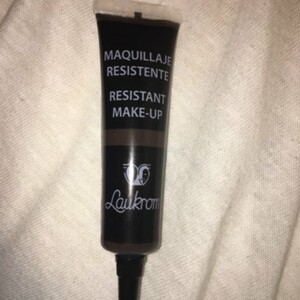 MAQUILLAJE
RESISTENTE
RESISTANT
MAKE-UP
Laukrom